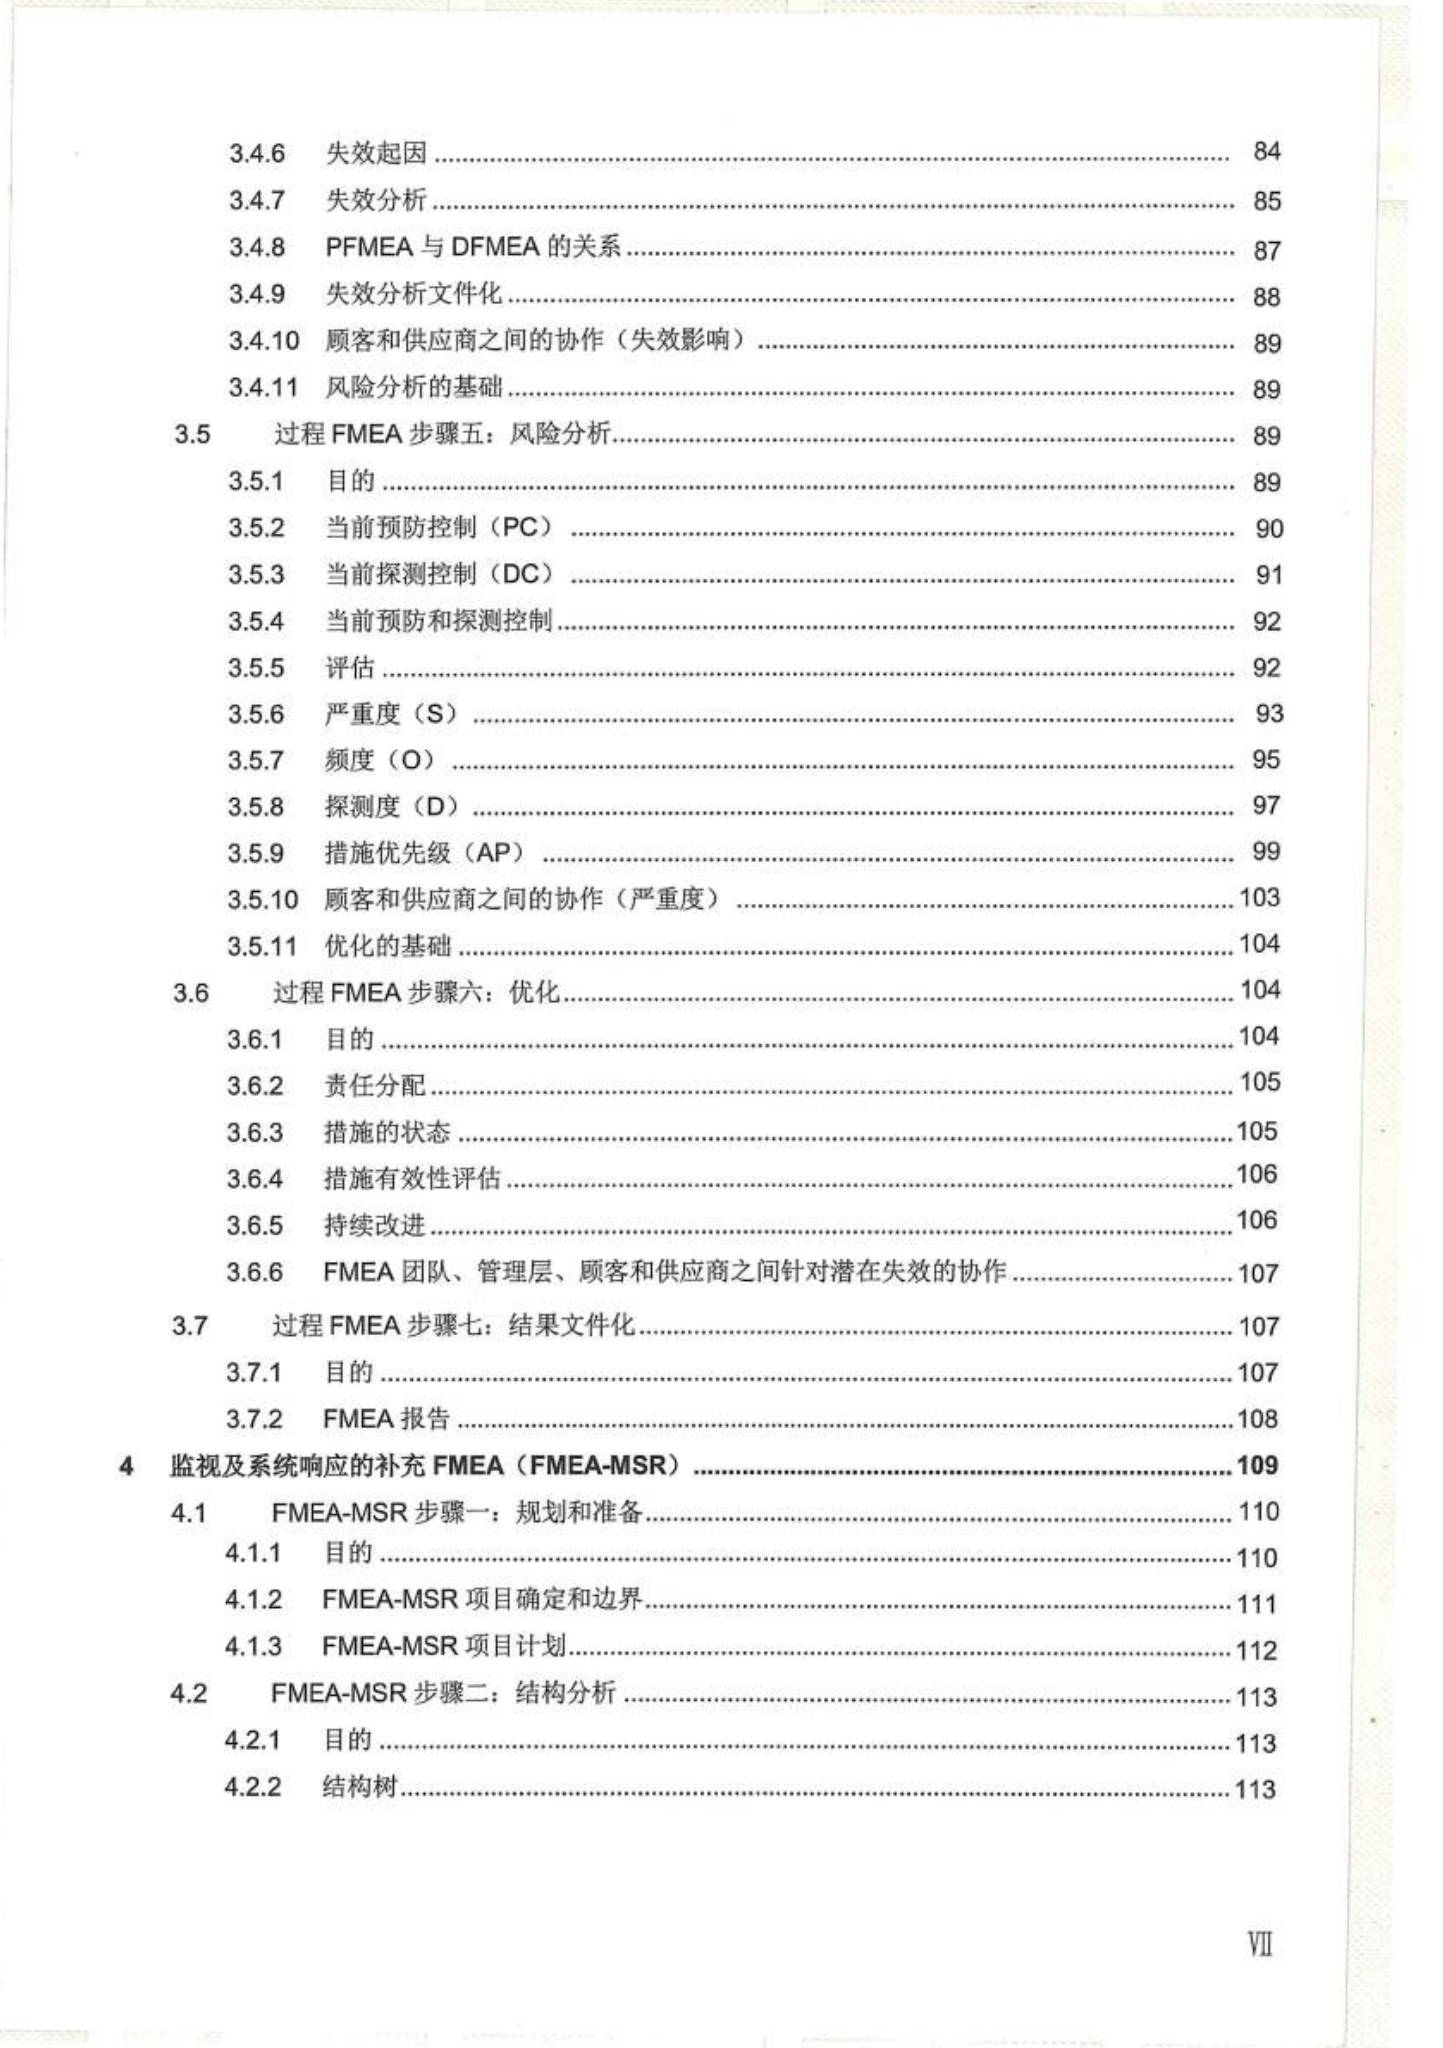 3.4.6 失效起因 84
3.4.7 失效分析 85
3.4.8 PFMEA 与 DFMEA 的关系 87
3.4.9 失效分析文件化 88
3.4.10 顾客和供应商之间的协作（失效影响） 89
3.4.11 风险分析的基础 89
3.5 过程 FMEA 步骤五：风险分析 89
3.5.1 目的 89
3.5.2 当前预防控制（PC） 90
3.5.3 当前探测控制（DC） 91
3.5.4 当前预防和探测控制 92
3.5.5 评估 92
3.5.6 严重度（S） 93
3.5.7 频度（O） 95
3.5.8 探测度（D） 97
3.5.9 措施优先级（AP） 99
3.5.10 顾客和供应商之间的协作（严重度） 103
3.5.11 优化的基础 104
3.6 过程 FMEA 步骤六：优化 104
3.6.1 目的 104
3.6.2 责任分配 105
3.6.3 措施的状态 105
3.6.4 措施有效性评估 106
3.6.5 持续改进 106
3.6.6 FMEA 团队、管理层、顾客和供应商之间针对潜在失效的协作 107
3.7 过程 FMEA 步骤七：结果文件化 107
3.7.1 目的 107
3.7.2 FMEA 报告 108
4 监视及系统响应的补充 FMEA（FMEA-MSR） 109
4.1 FMEA-MSR 步骤一：规划和准备 110
4.1.1 目的 110
4.1.2 FMEA-MSR 项目确定和边界 111
4.1.3 FMEA-MSR 项目计划 112
4.2 FMEA-MSR 步骤二：结构分析 113
4.2.1 目的 113
4.2.2 结构树 113
VII